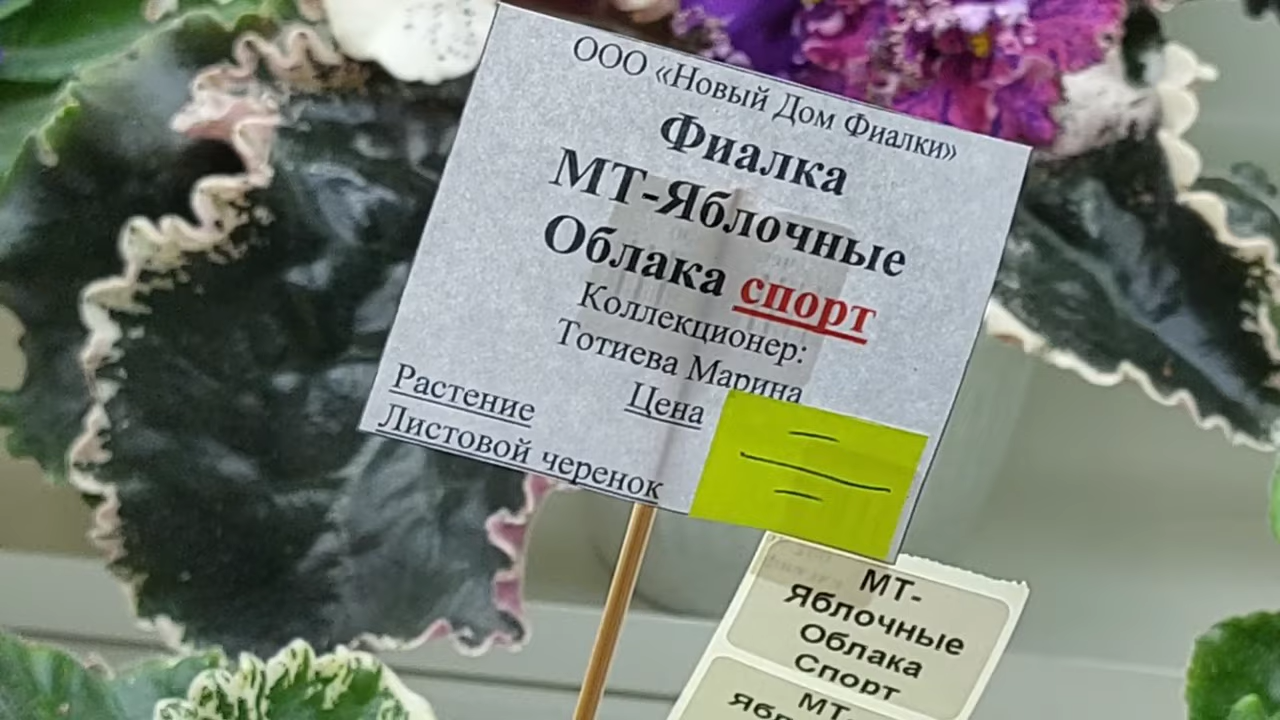 ООО «Новый Дом Фиалки»
Фиалка
МТ-Яблочные
Облака спорт
Коллекционер:
Тотиева Марина
Растение Цена
Листовой черенок
МТ-
Яблочные
Облака
Спорт
МТ-